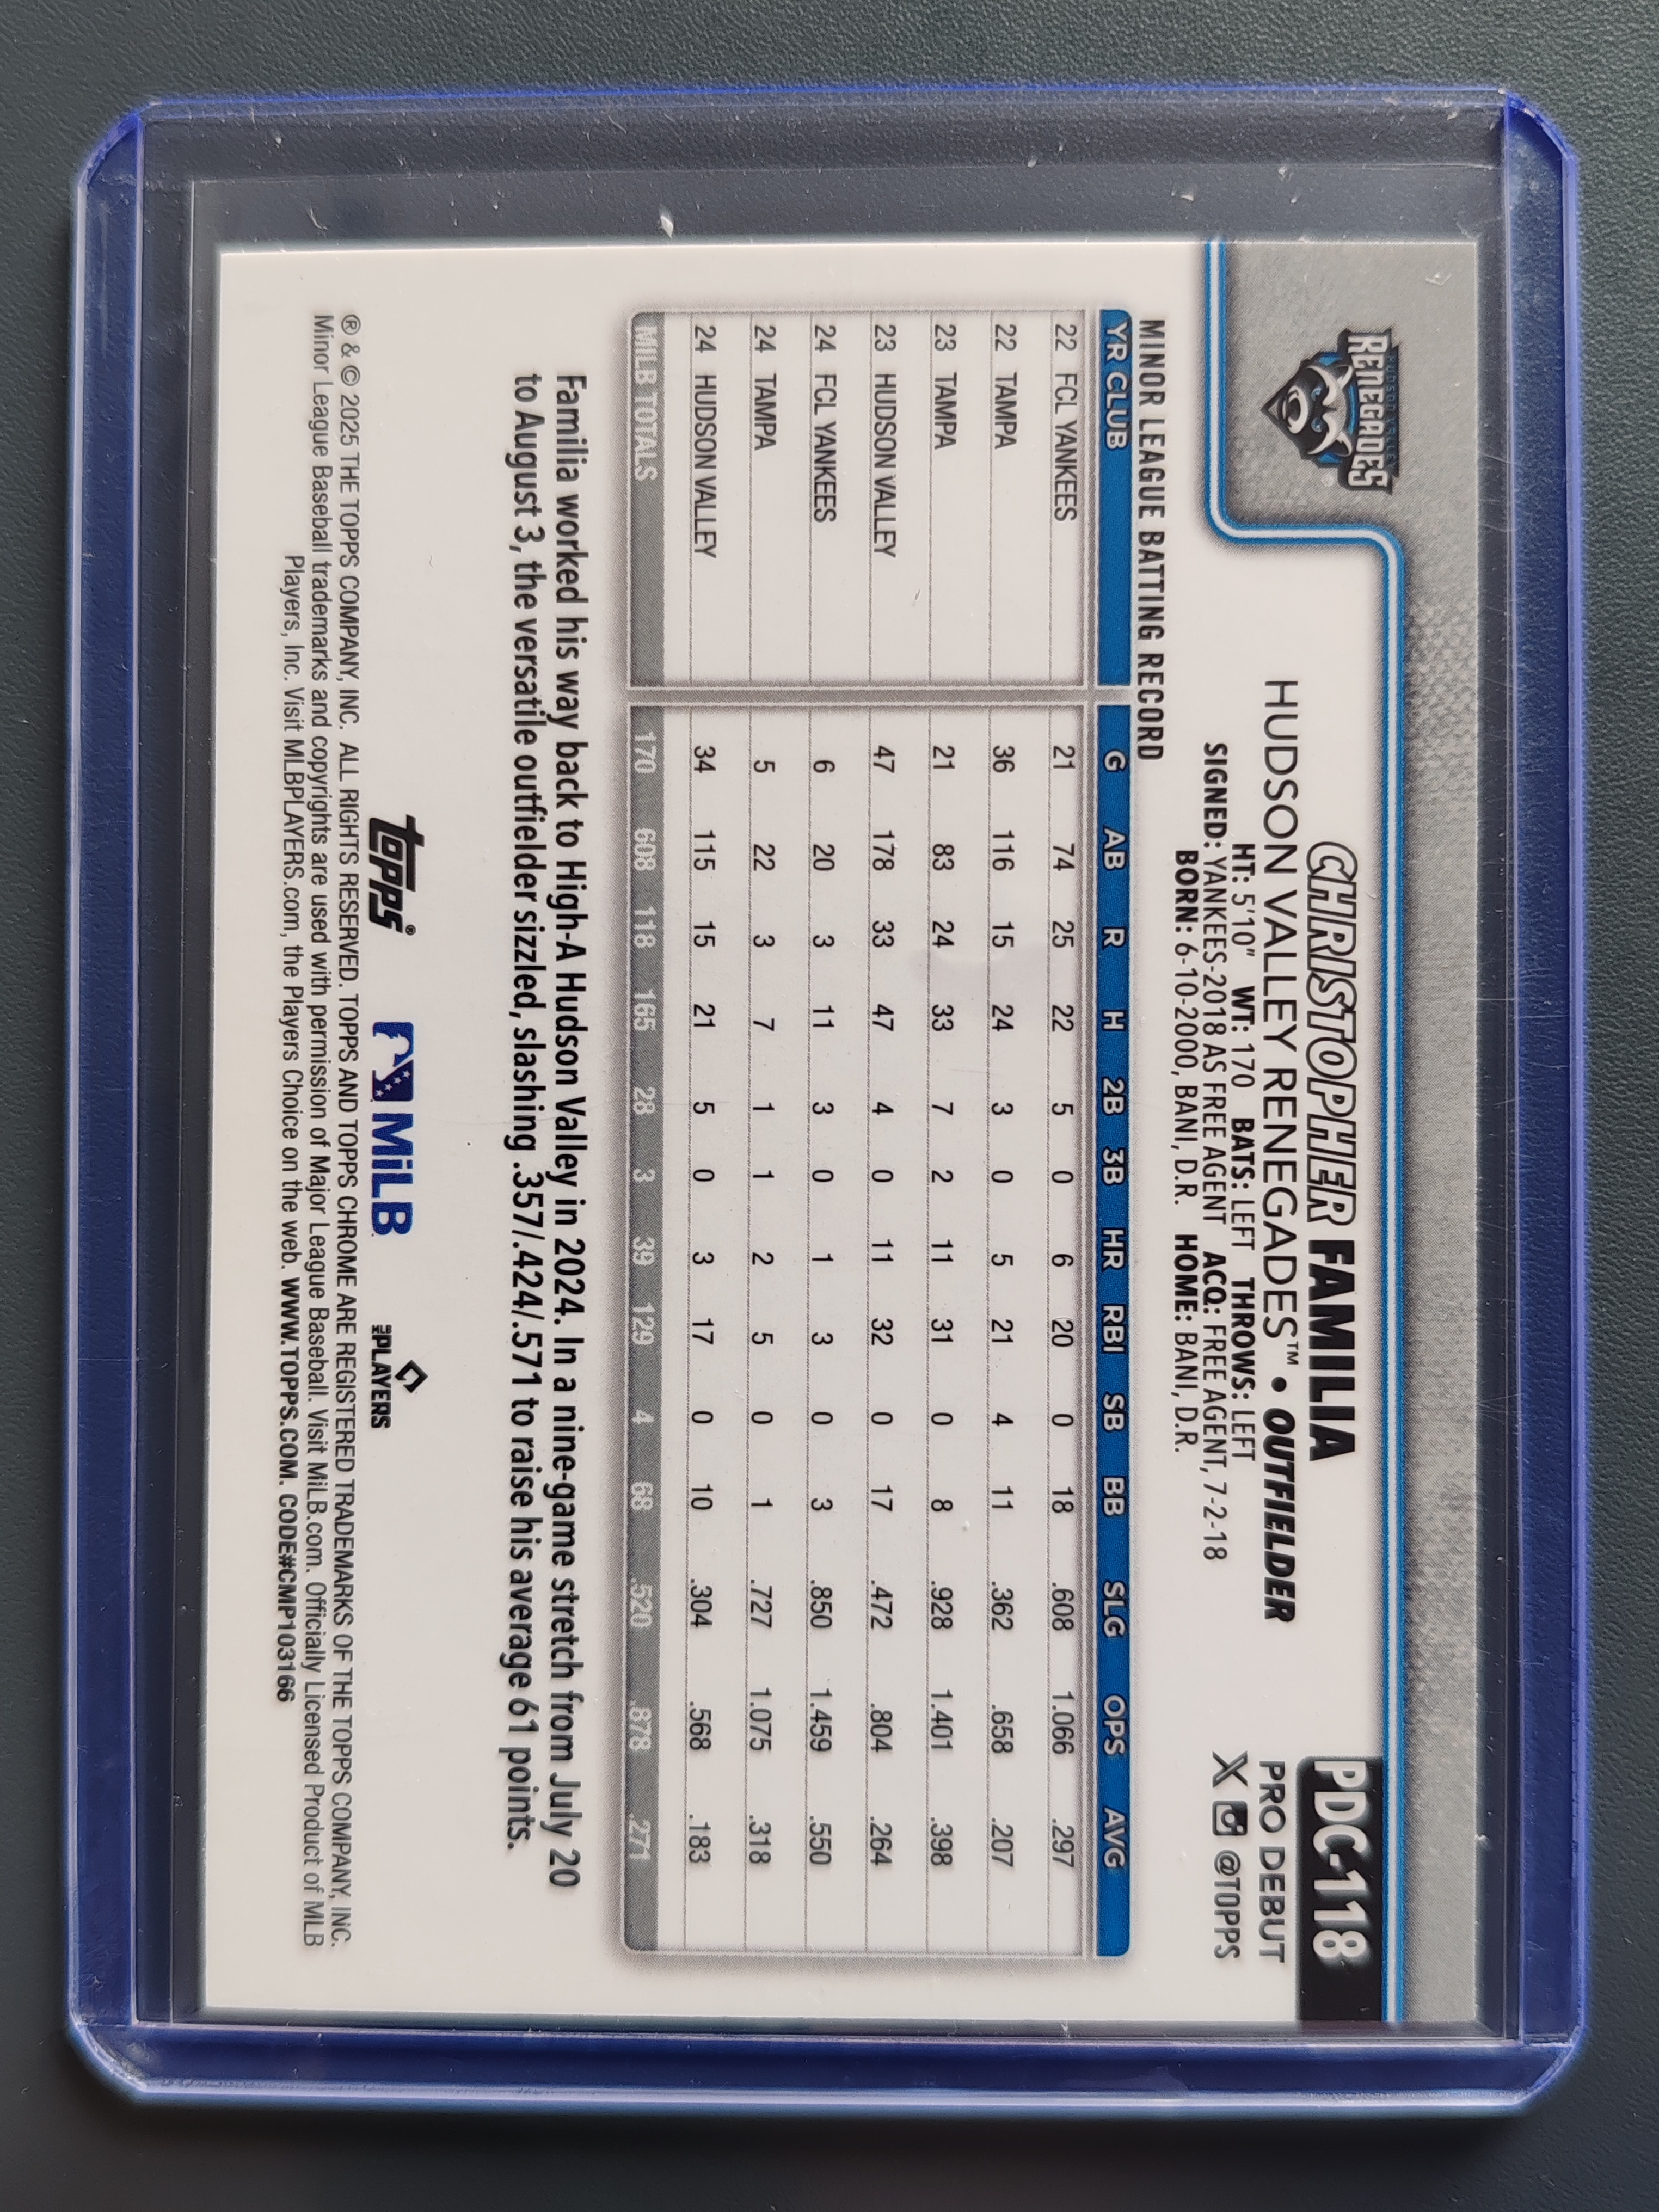 HUDSON VALLEY
RENEGADES
CHRISTOPHER FAMILIA
HUDSON VALLEY RENEGADES™ • OUTFIELDER
HT: 5'10" WT: 170 BATS: LEFT THROWS: LEFT
SIGNED: YANKEES-2018 AS FREE AGENT ACQ: FREE AGENT, 7-2-18
BORN: 6-10-2000, BANI, D.R. HOME: BANI, D.R.
PDC-118
PRO DEBUT
X @TOPPS
MINOR LEAGUE BATTING RECORD
YR CLUB G AB R H 2B 3B HR RBI SB BB SLG OPS AVG
22 FCL YANKEES 21 74 25 22 5 0 6 20 0 18 .608 1.066 .297
22 TAMPA 36 116 15 24 3 0 5 21 4 11 .362 .658 .207
23 TAMPA 21 83 24 33 7 2 11 31 0 8 .928 1.401 .398
23 HUDSON VALLEY 47 178 33 47 4 0 11 32 0 17 .472 .804 .264
24 FCL YANKEES 6 20 3 11 3 0 1 3 0 3 .850 1.459 .550
24 TAMPA 5 22 3 7 1 1 2 5 0 1 .727 1.075 .318
24 HUDSON VALLEY 34 115 15 21 5 0 3 17 0 10 .304 .568 .183
MILB TOTALS 170 608 118 165 28 3 39 129 4 68 .520 .878 .271
Familia worked his way back to High-A Hudson Valley in 2024. In a nine-game stretch from July 20
to August 3, the versatile outfielder sizzled, slashing .357/.424/.571 to raise his average 61 points.
topps® MiLB MLB PLAYERS
® & © 2025 THE TOPPS COMPANY, INC. ALL RIGHTS RESERVED. TOPPS AND TOPPS CHROME ARE REGISTERED TRADEMARKS OF THE TOPPS COMPANY, INC.
Minor League Baseball trademarks and copyrights are used with permission of Major League Baseball. Visit MiLB.com. Officially Licensed Product of MLB
Players, Inc. Visit MLBPLAYERS.com, the Players Choice on the web. WWW.TOPPS.COM. CODE#CMP103166